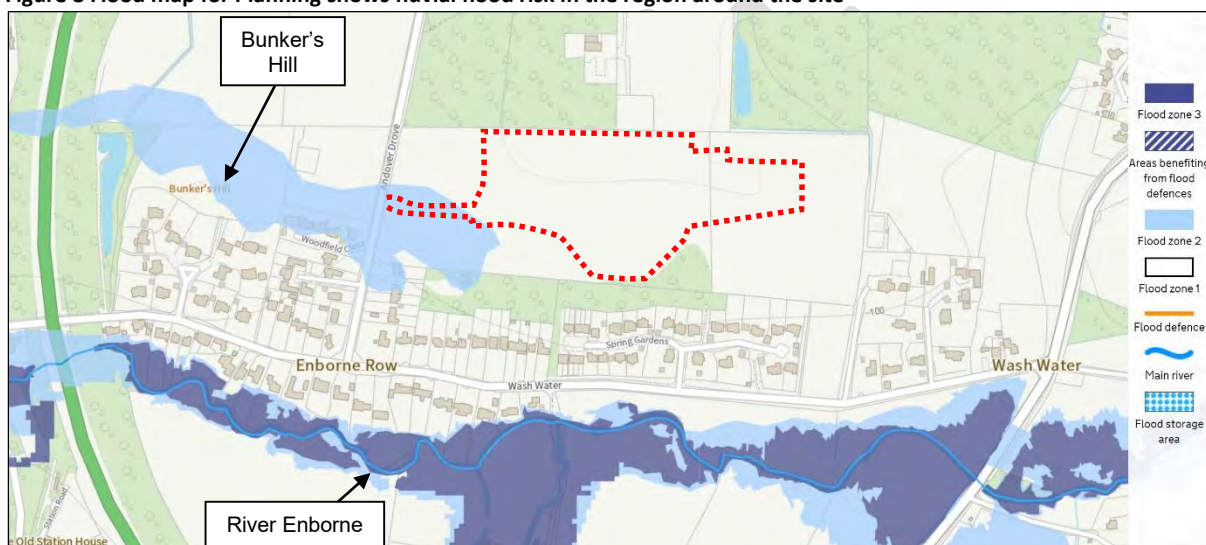 Figure Flood map for Planning shows fluvial flood risk in the region around the site
Bunker's
Hill
ndover Drove
Bunker's Hill
Woodfield
100
Spring Gardens
Enborne Row
Wash Water
Wash Water
River Enborne
Station Road
e Old Station House
Flood zone 3
Areas benefiting
from flood
defences
Flood zone 2
Flood zone 1
Flood defence
Main river
Flood storage
area